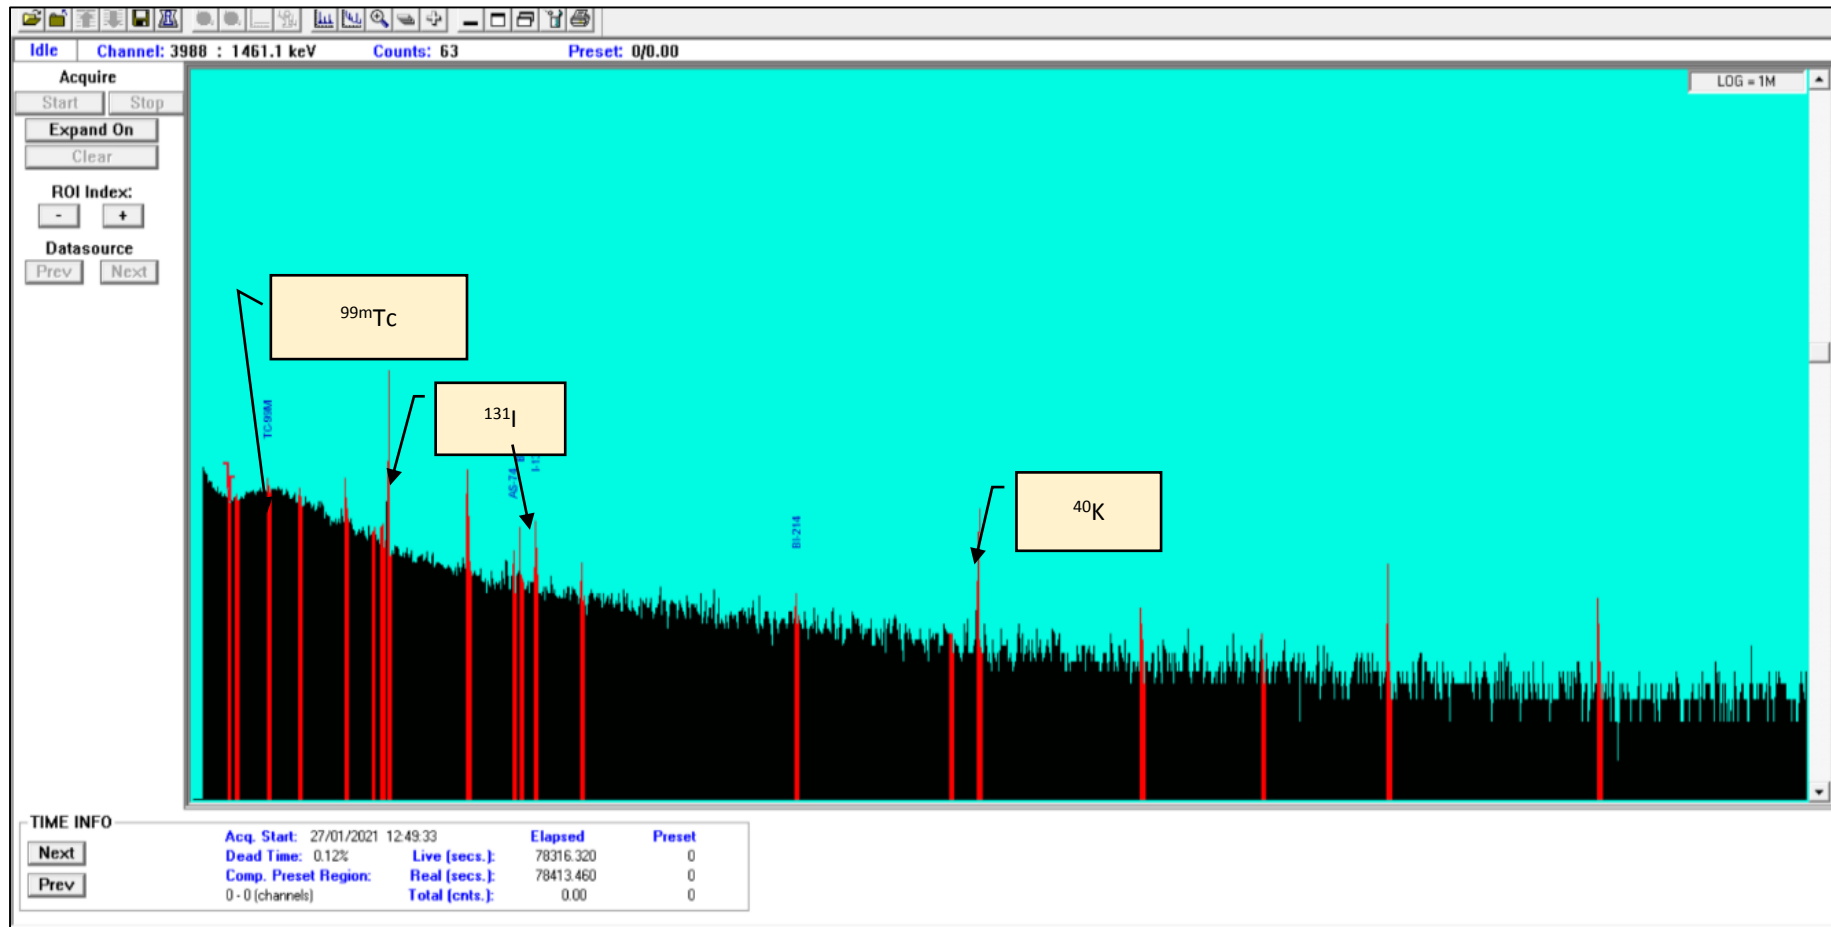 Idle Channel: 3988 : 1461.1 keV Counts: 63 Preset: 0/0.00
Acquire
Start Stop
Expand On
Clear
ROI Index:
- +
Datasource
Prev Next
LOG = 1M
99mTc
TC-99M
131I
AS-74
40K
BI-214
TIME INFO
Next
Prev
Acq. Start: 27/01/2021 12:49:33 Elapsed Preset
Dead Time: 0.12% Live (secs.): 78316.320 0
Comp. Preset Region: Real (secs.): 78413.460 0
0 - 0 (channels) Total (cnts.): 0.00 0